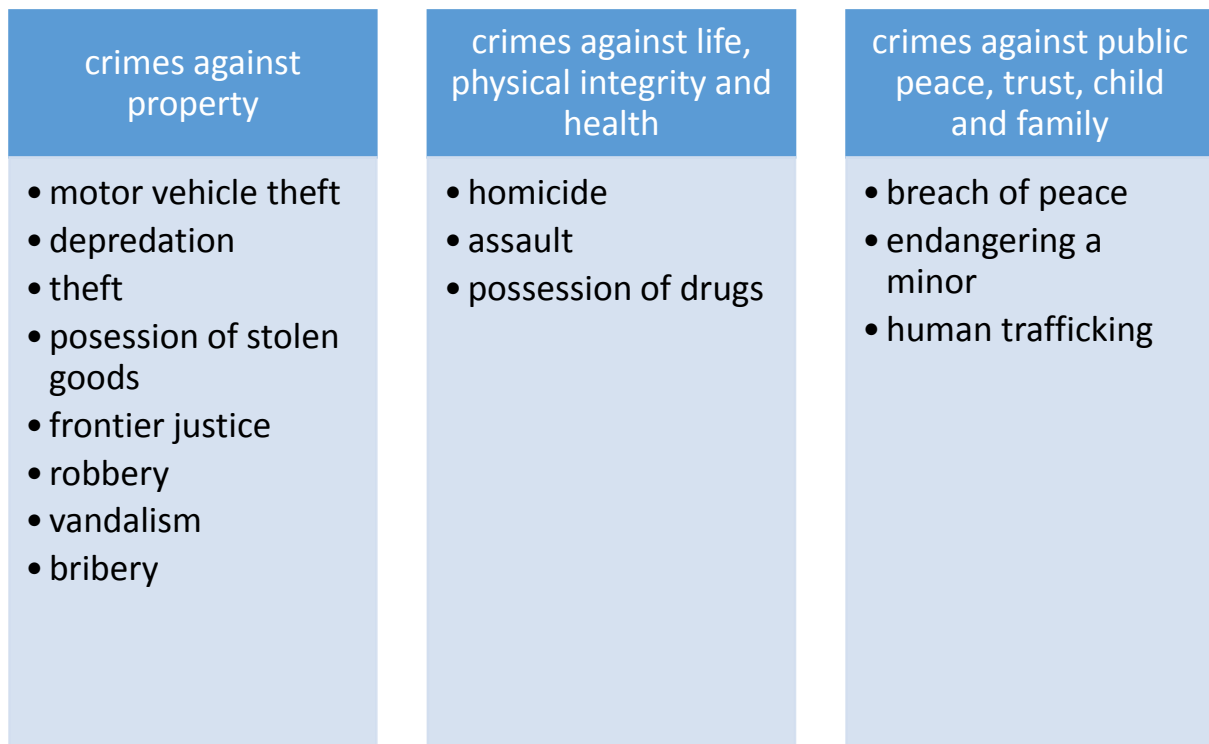 crimes against
property
• motor vehicle theft
• depredation
• theft
• posession of stolen
goods
• frontier justice
• robbery
• vandalism
• bribery
crimes against life,
physical integrity and
health
• homicide
• assault
• possession of drugs
crimes against public
peace, trust, child
and family
• breach of peace
• endangering a
minor
• human trafficking